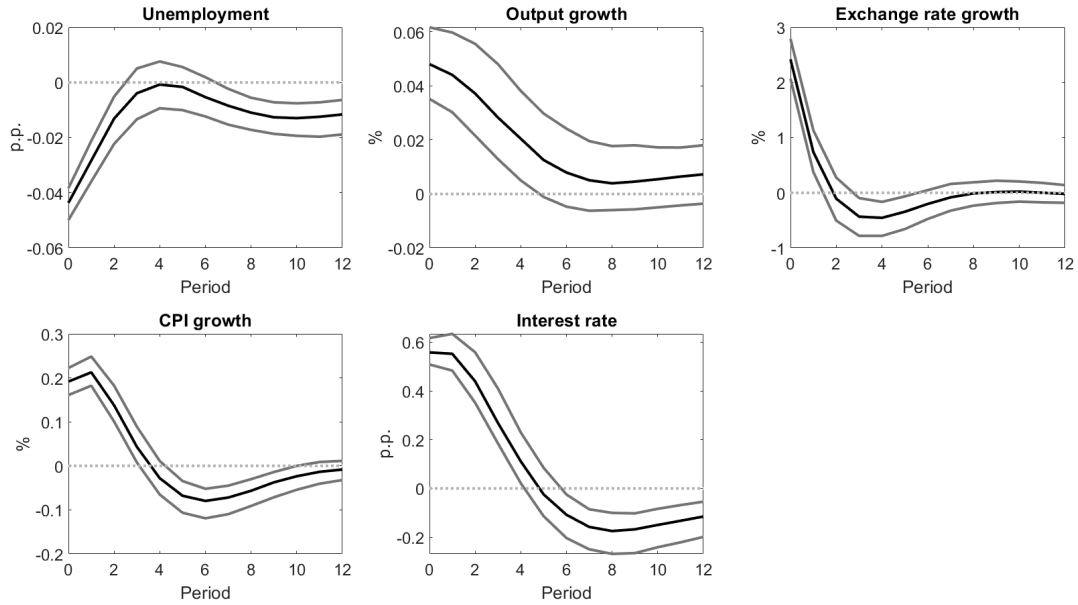 Unemployment
0.02
0
-0.02
-0.04
-0.06
p.p.
0 2 4 6 8 10 12
Period
Output growth
0.06
0.04
0.02
0
-0.02
%
0 2 4 6 8 10 12
Period
Exchange rate growth
3
2
1
0
-1
%
0 2 4 6 8 10 12
Period
CPI growth
0.3
0.2
0.1
0
-0.1
-0.2
%
0 2 4 6 8 10 12
Period
Interest rate
0.6
0.4
0.2
0
-0.2
p.p.
0 2 4 6 8 10 12
Period